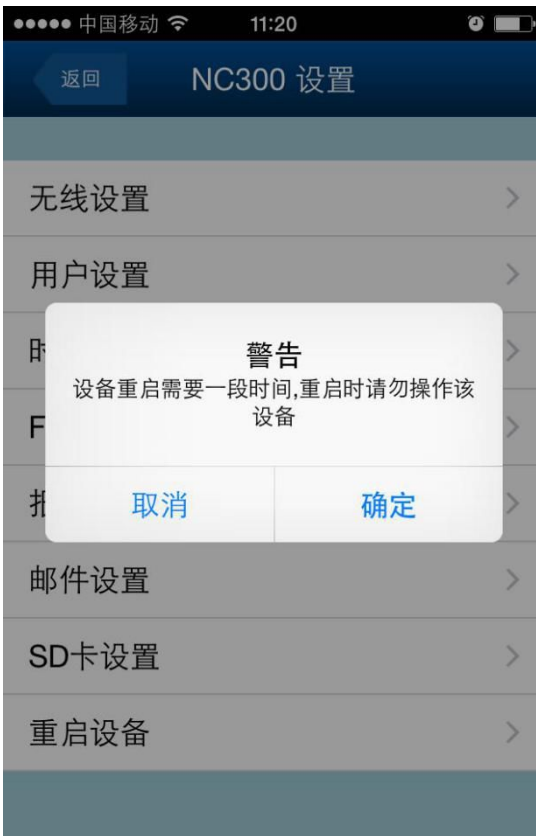 中国移动 11:20
返回 NC300 设置
无线设置
用户设置
警告
设备重启需要一段时间,重启时请勿操作该
设备
取消 确定
F
邮件设置
SD卡设置
重启设备